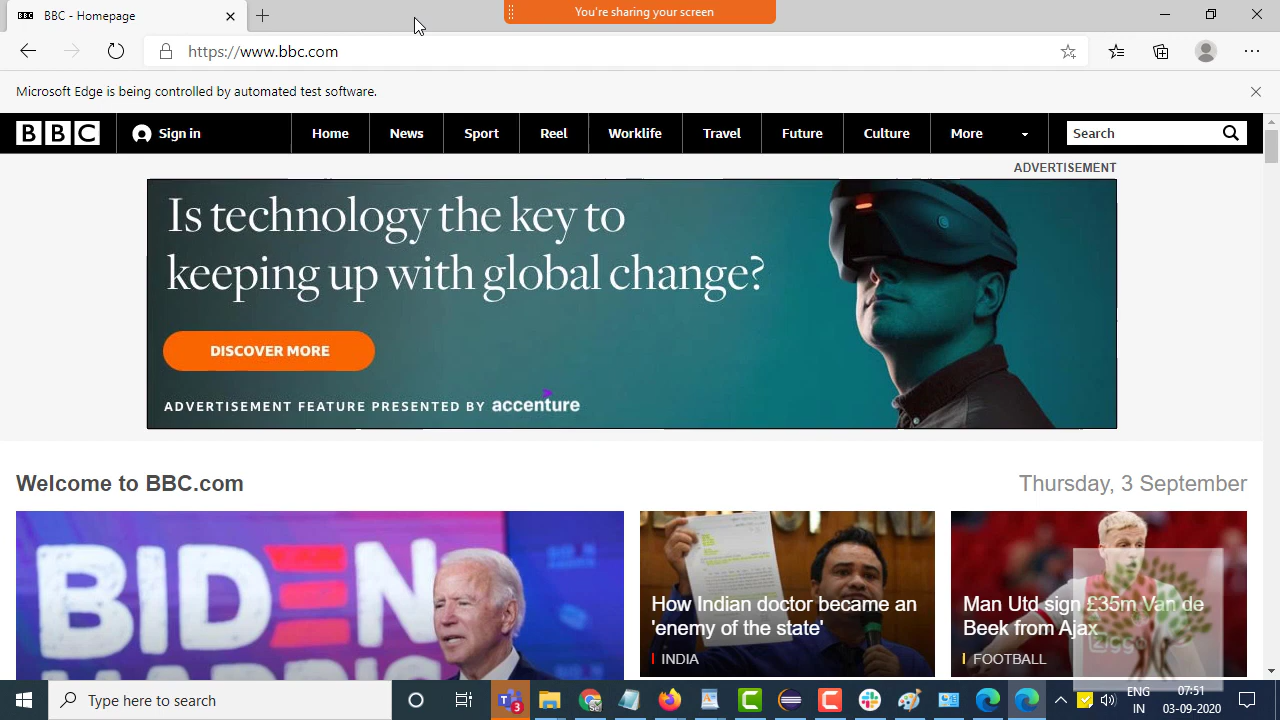 BBC - Homepage
You're sharing your screen
https://www.bbc.com
Microsoft Edge is being controlled by automated test software.
BBC Sign in Home News Sport Reel Worklife Travel Future Culture More Search
ADVERTISEMENT
Is technology the key to
keeping up with global change?
DISCOVER MORE
ADVERTISEMENT FEATURE PRESENTED BY accenture
Welcome to BBC.com
Thursday, 3 September
BIDEN
How Indian doctor became an
'enemy of the state'
INDIA
Man Utd sign £35m Van de
Beek from Ajax
FOOTBALL
ziggo
Type here to search
ENG
IN
07:51
03-09-2020